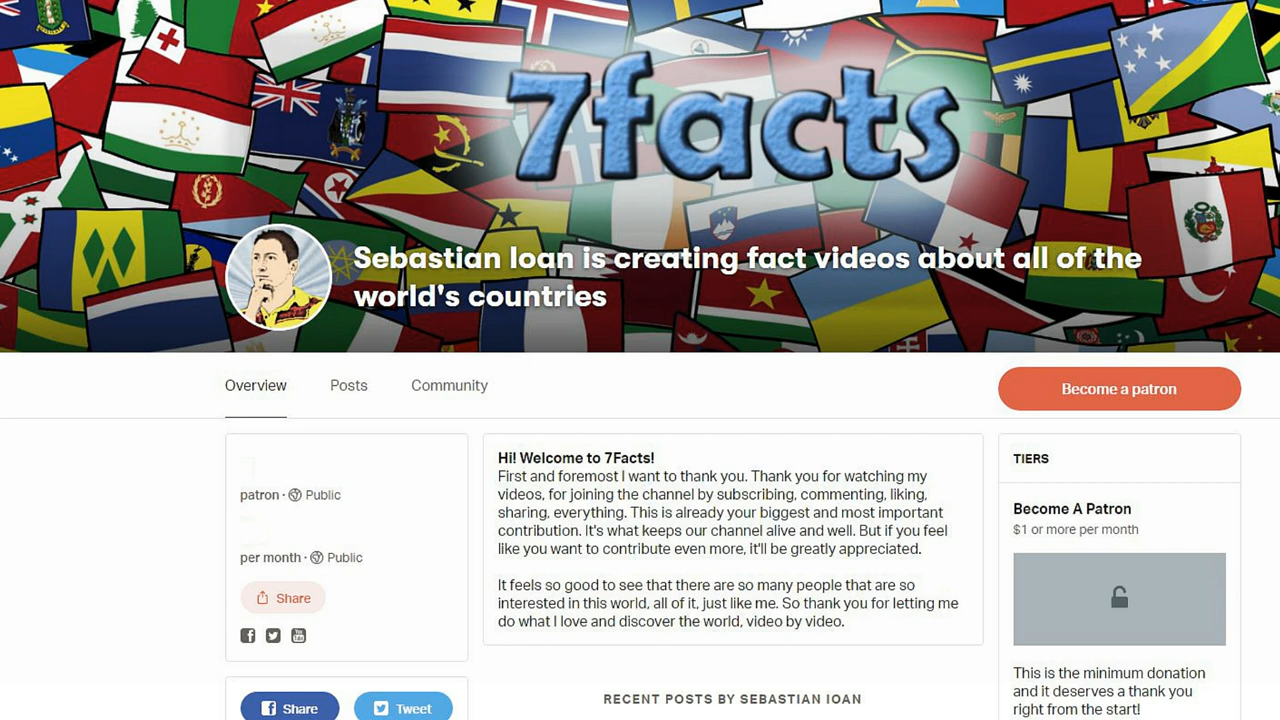 7facts
Sebastian Ioan is creating fact videos about all of the
world's countries
Overview
Posts
Community
Become a patron
patron · Public
per month · Public
Share
Share
Tweet
Hi! Welcome to 7Facts!
First and foremost I want to thank you. Thank you for watching my
videos, for joining the channel by subscribing, commenting, liking,
sharing, everything. This is already your biggest and most important
contribution. It's what keeps our channel alive and well. But if you feel
like you want to contribute even more, it'll be greatly appreciated.
It feels so good to see that there are so many people that are so
interested in this world, all of it, just like me. So thank you for letting me
do what I love and discover the world, video by video.
RECENT POSTS BY SEBASTIAN IOAN
TIERS
Become A Patron
$1 or more per month
This is the minimum donation
and it deserves a thank you
right from the start!